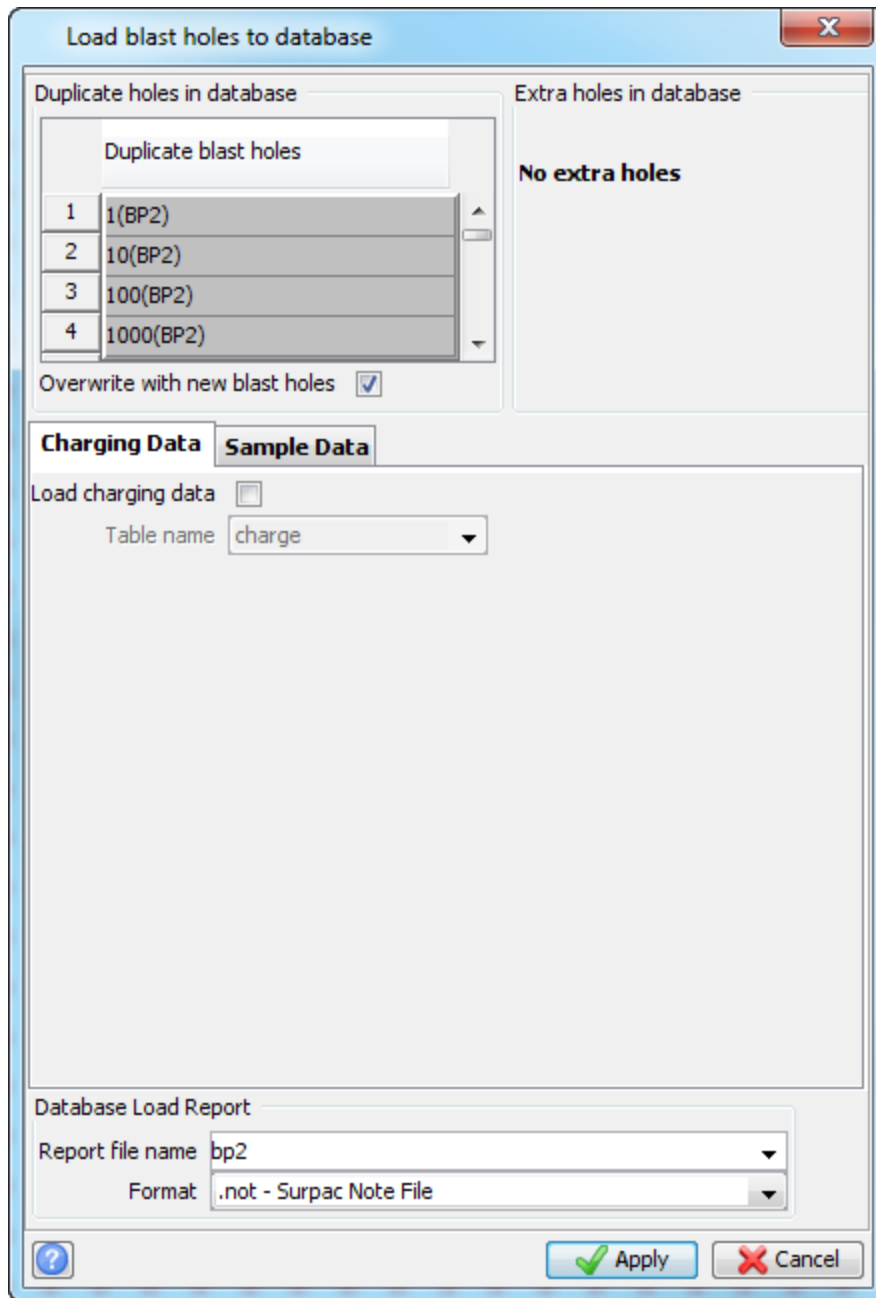 Load blast holes to database
Duplicate holes in database
Extra holes in database
Duplicate blast holes
No extra holes
1 1(BP2)
2 10(BP2)
3 100(BP2)
4 1000(BP2)
Overwrite with new blast holes
Charging Data Sample Data
Load charging data
Table name charge
Database Load Report
Report file name bp2
Format .not - Surpac Note File
? Apply Cancel